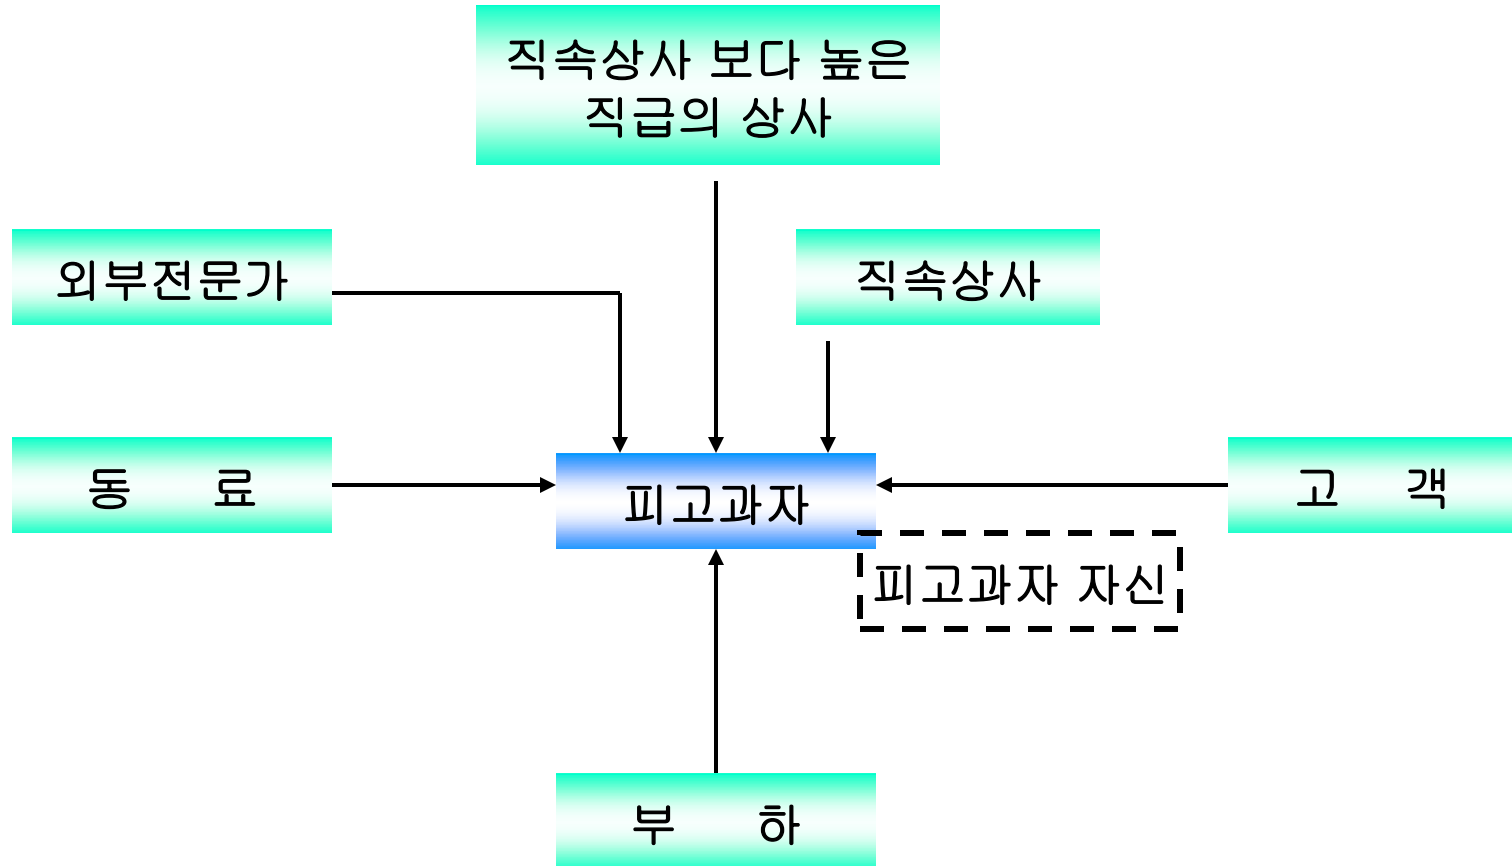 직속상사 보다 높은
직급의 상사
외부전문가
직속상사
동 료
피고과자
고 객
피고과자 자신
부 하